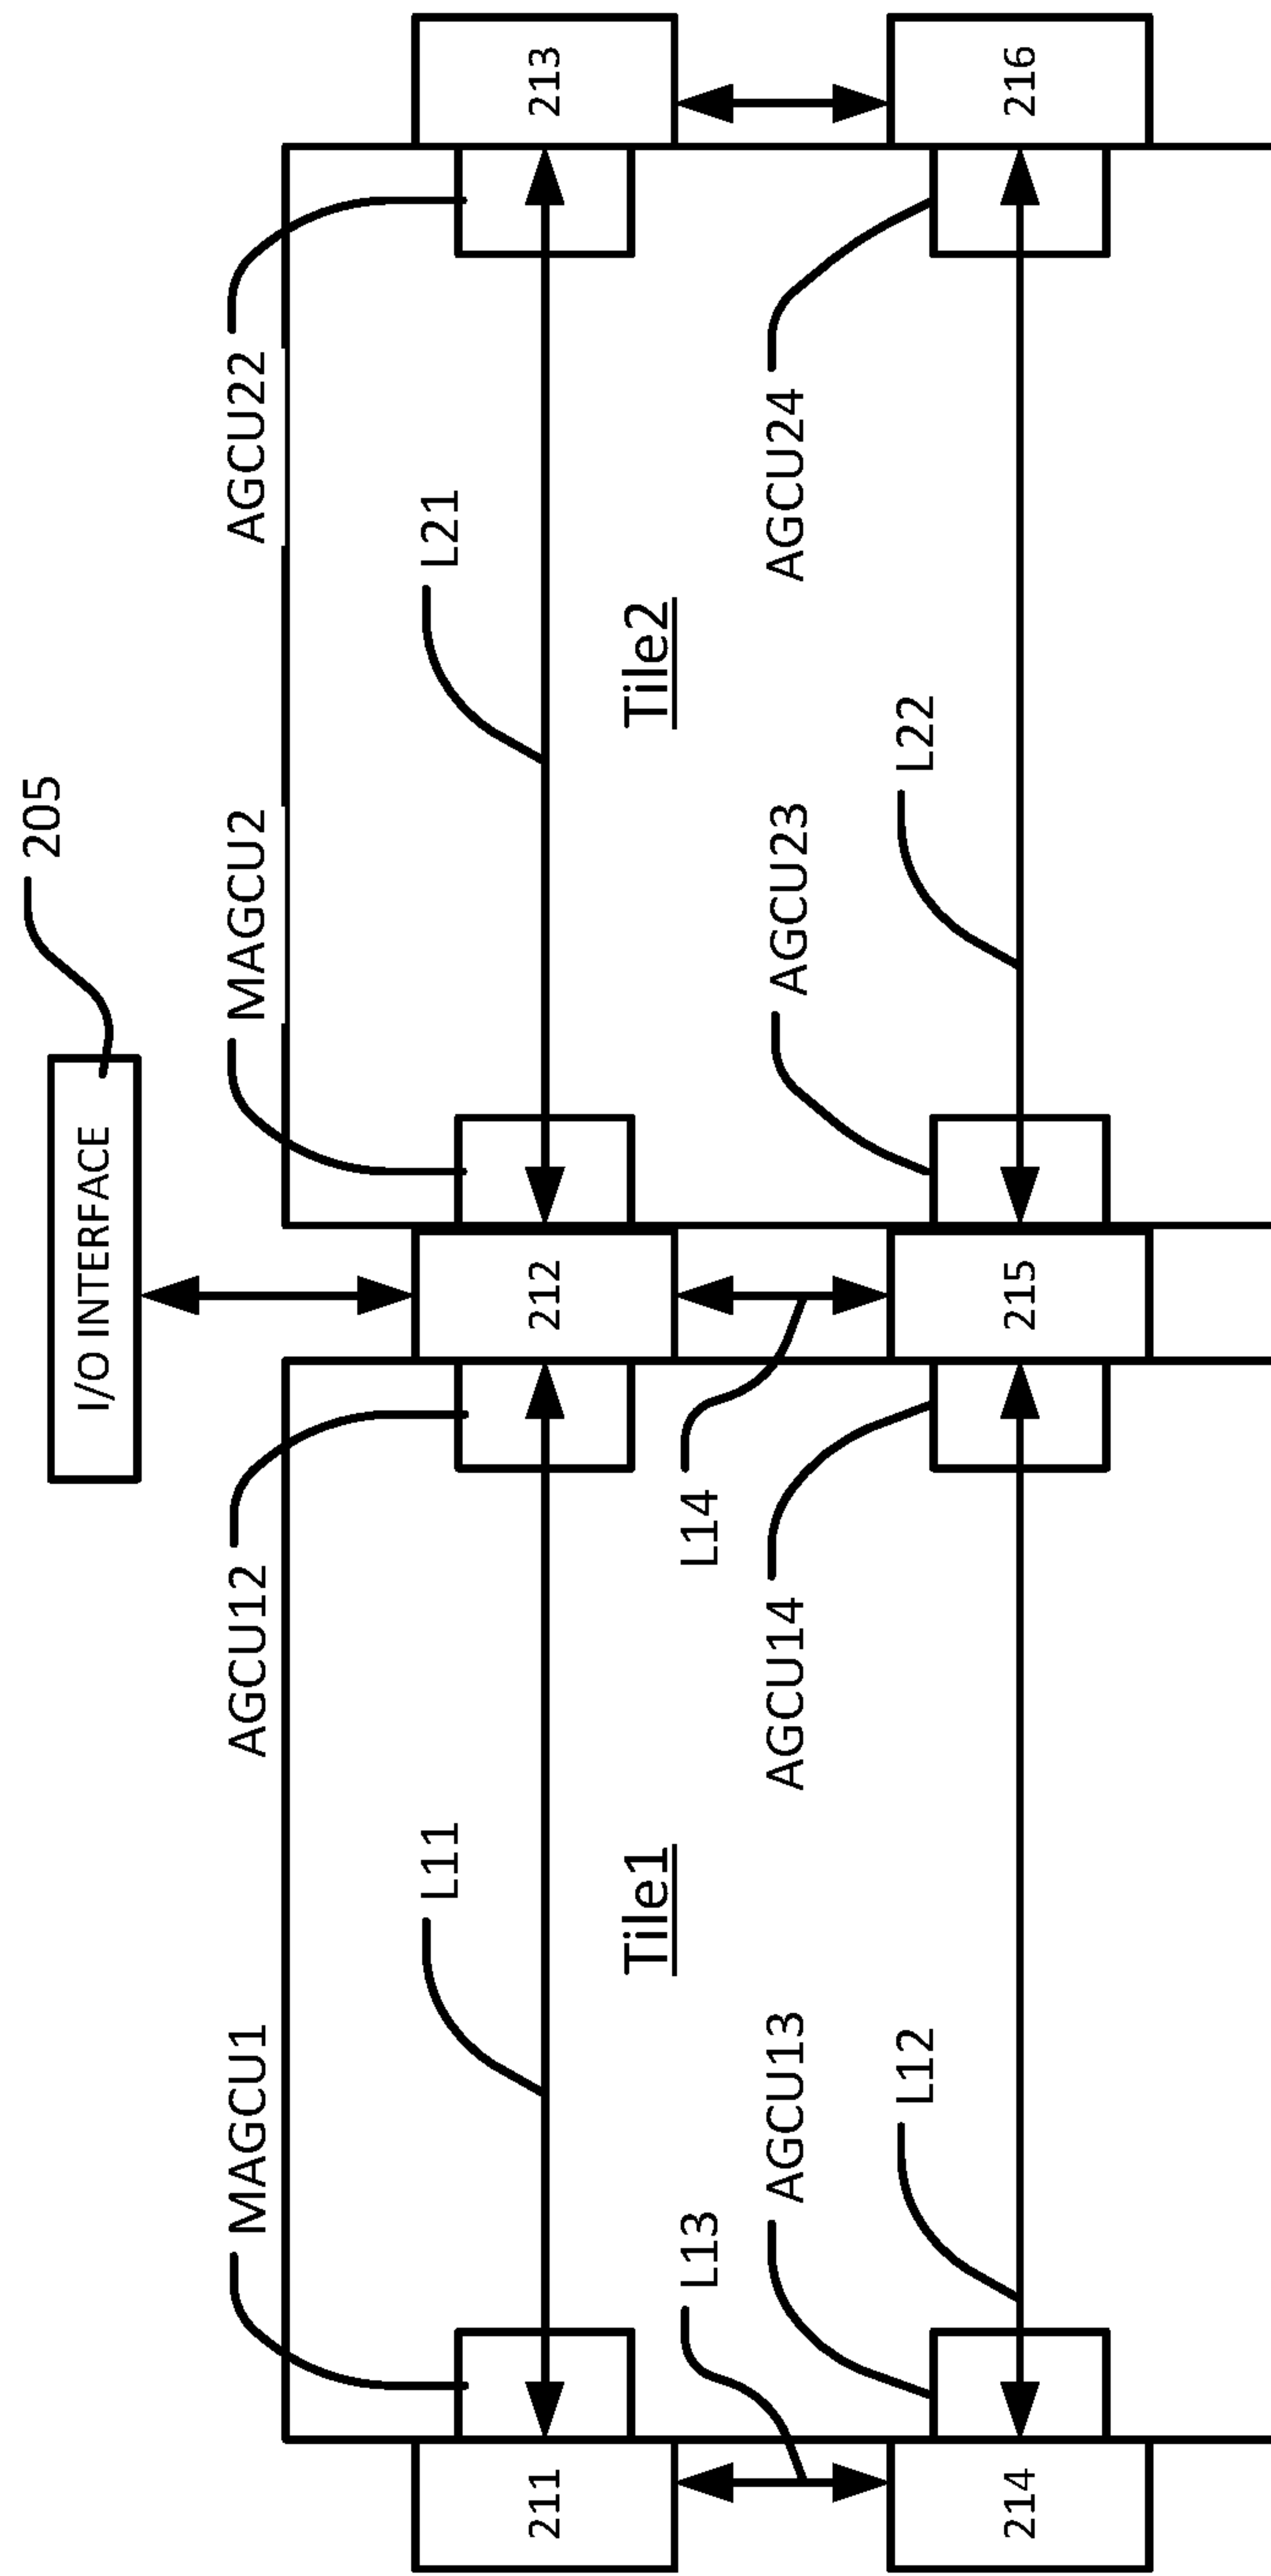 I/O INTERFACE
205
MAGCU1
AGCU12
MAGCU2
AGCU22
L11
L21
211
212
213
Tile1
Tile2
L13
L14
AGCU13
AGCU14
AGCU23
AGCU24
L12
L22
214
215
216